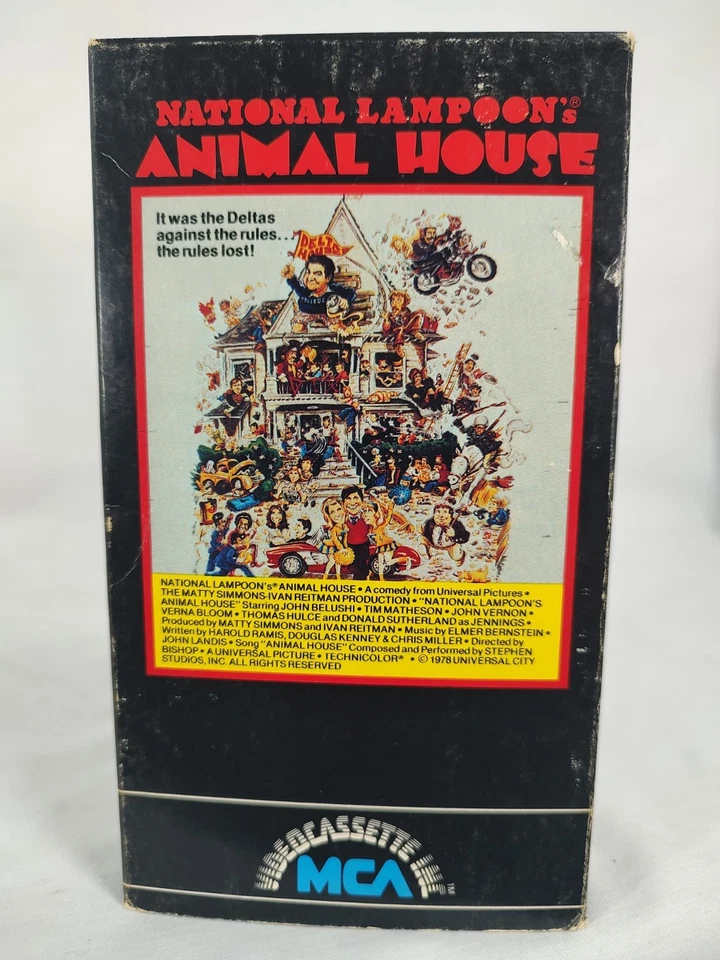 NATIONAL LAMPOON's®
ANIMAL HOUSE
It was the Deltas
against the rules...
the rules lost!
DELTA
HOUSE
COLLEGE
NATIONAL LAMPOON's® ANIMAL HOUSE • A comedy from Universal Pictures •
THE MATTY SIMMONS-IVAN REITMAN PRODUCTION • "NATIONAL LAMPOON'S
ANIMAL HOUSE" Starring JOHN BELUSHI • TIM MATHESON • JOHN VERNON •
VERNA BLOOM • THOMAS HULCE and DONALD SUTHERLAND as JENNINGS •
Produced by MATTY SIMMONS and IVAN REITMAN • Music by ELMER BERNSTEIN •
Written by HAROLD RAMIS, DOUGLAS KENNEY & CHRIS MILLER • Directed by
JOHN LANDIS • Song "ANIMAL HOUSE" Composed and Performed by STEPHEN
BISHOP • A UNIVERSAL PICTURE • TECHNICOLOR® • © 1978 UNIVERSAL CITY
STUDIOS, INC. ALL RIGHTS RESERVED
VIDEOCASSETTE INC.
MCA™